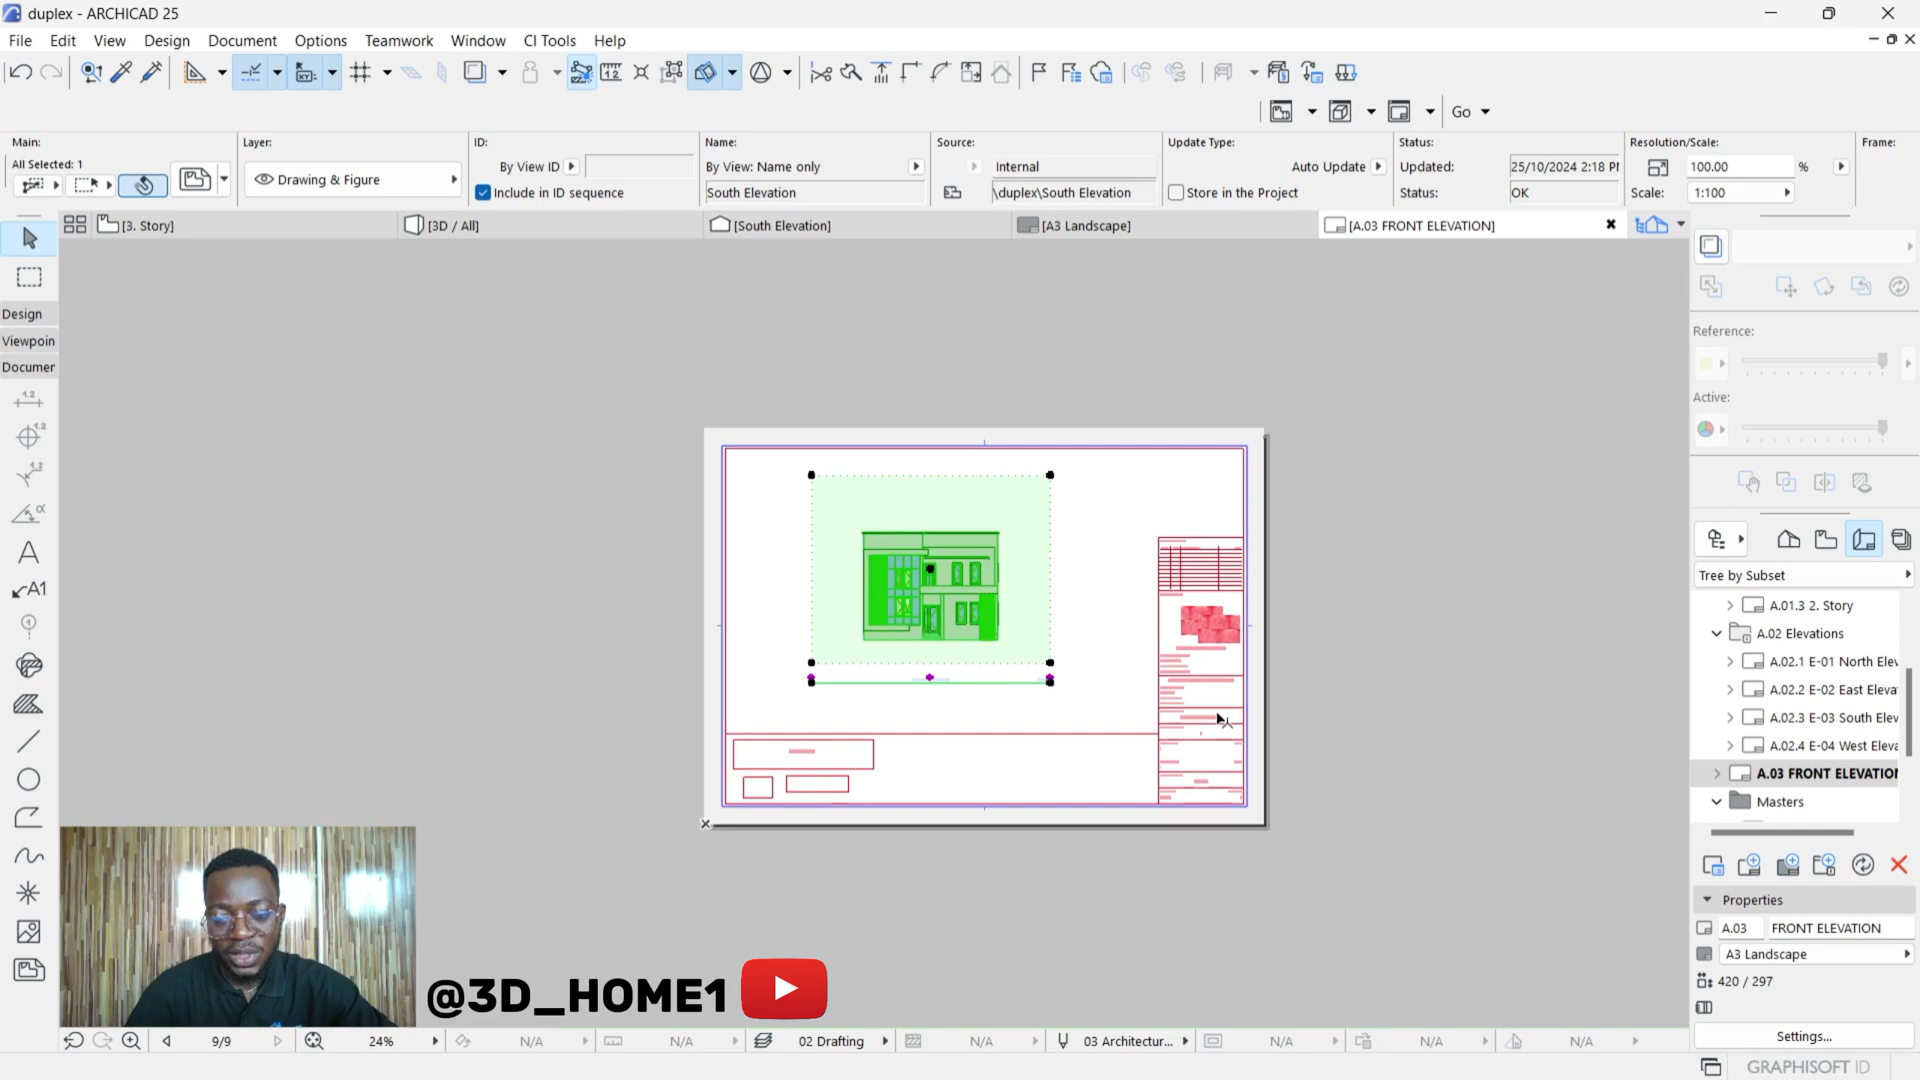 duplex - ARCHICAD 25
File Edit View Design Document Options Teamwork Window CI Tools Help
Go
Main: Layer: ID: Name: Source: Update Type: Status: Resolution/Scale: Frame:
All Selected: 1
By View ID By View: Name only Internal Auto Update Updated: 25/10/2024 2:18 P 100.00 %
Drawing & Figure
Include in ID sequence South Elevation \duplex\South Elevation Store in the Project Status: OK Scale: 1:100
[3. Story] [3D / All] [South Elevation] [A3 Landscape] [A.03 FRONT ELEVATION]
Design
Viewpoin
Documer
Reference:
Active:
Tree by Subset
A.01.3 2. Story
A.02 Elevations
A.02.1 E-01 North Elev
A.02.2 E-02 East Eleva
A.02.3 E-03 South Elev
A.02.4 E-04 West Eleva
A.03 FRONT ELEVATION
Masters
Properties
A.03 FRONT ELEVATION
A3 Landscape
420 / 297
Settings...
@3D_HOME1
9/9 24% N/A N/A 02 Drafting N/A 03 Architectur... N/A N/A N/A
GRAPHISOFT ID